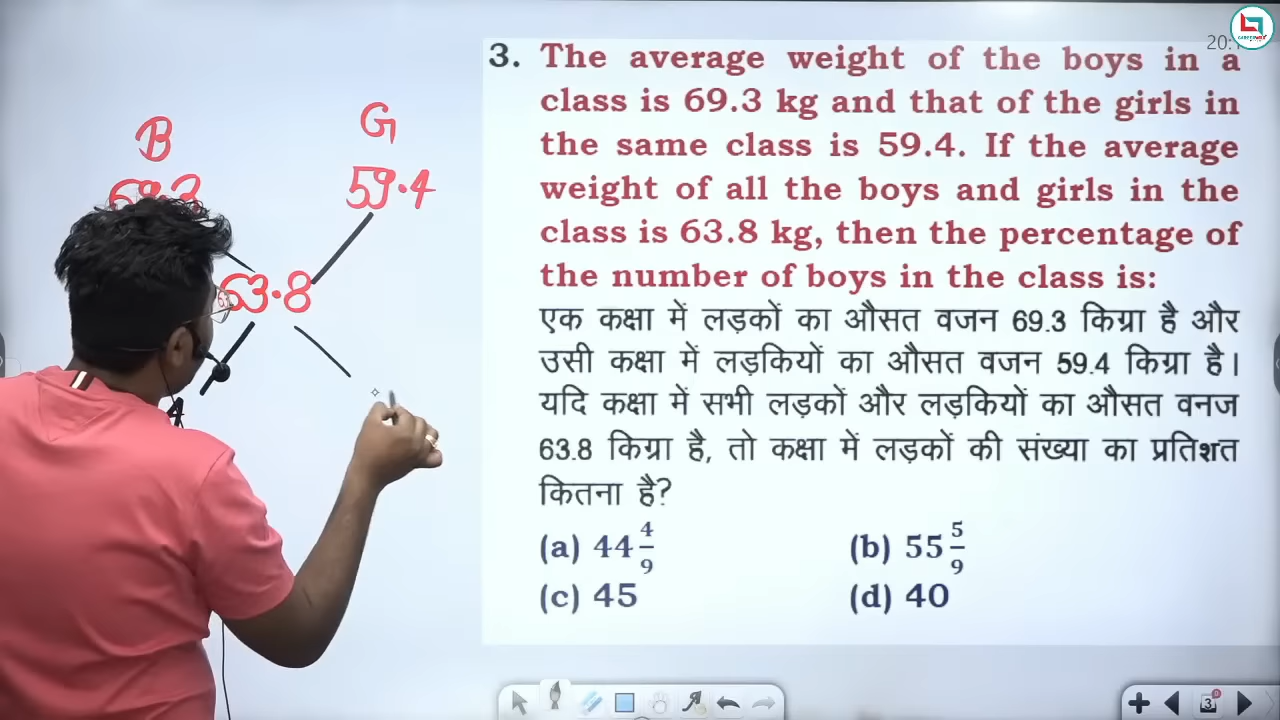 3. The average weight of the boys in a
class is 69.3 kg and that of the girls in
the same class is 59.4. If the average
weight of all the boys and girls in the
class is 63.8 kg, then the percentage of
the number of boys in the class is:
एक कक्षा में लड़कों का औसत वजन 69.3 किग्रा है और
उसी कक्षा में लड़कियों का औसत वजन 59.4 किग्रा है।
यदि कक्षा में सभी लड़कों और लड़कियों का औसत वनज
63.8 किग्रा है, तो कक्षा में लड़कों की संख्या का प्रतिशत
कितना है?
(a) 44 4/9 (b) 55 5/9
(c) 45 (d) 40
B G
59.4
63.8
3